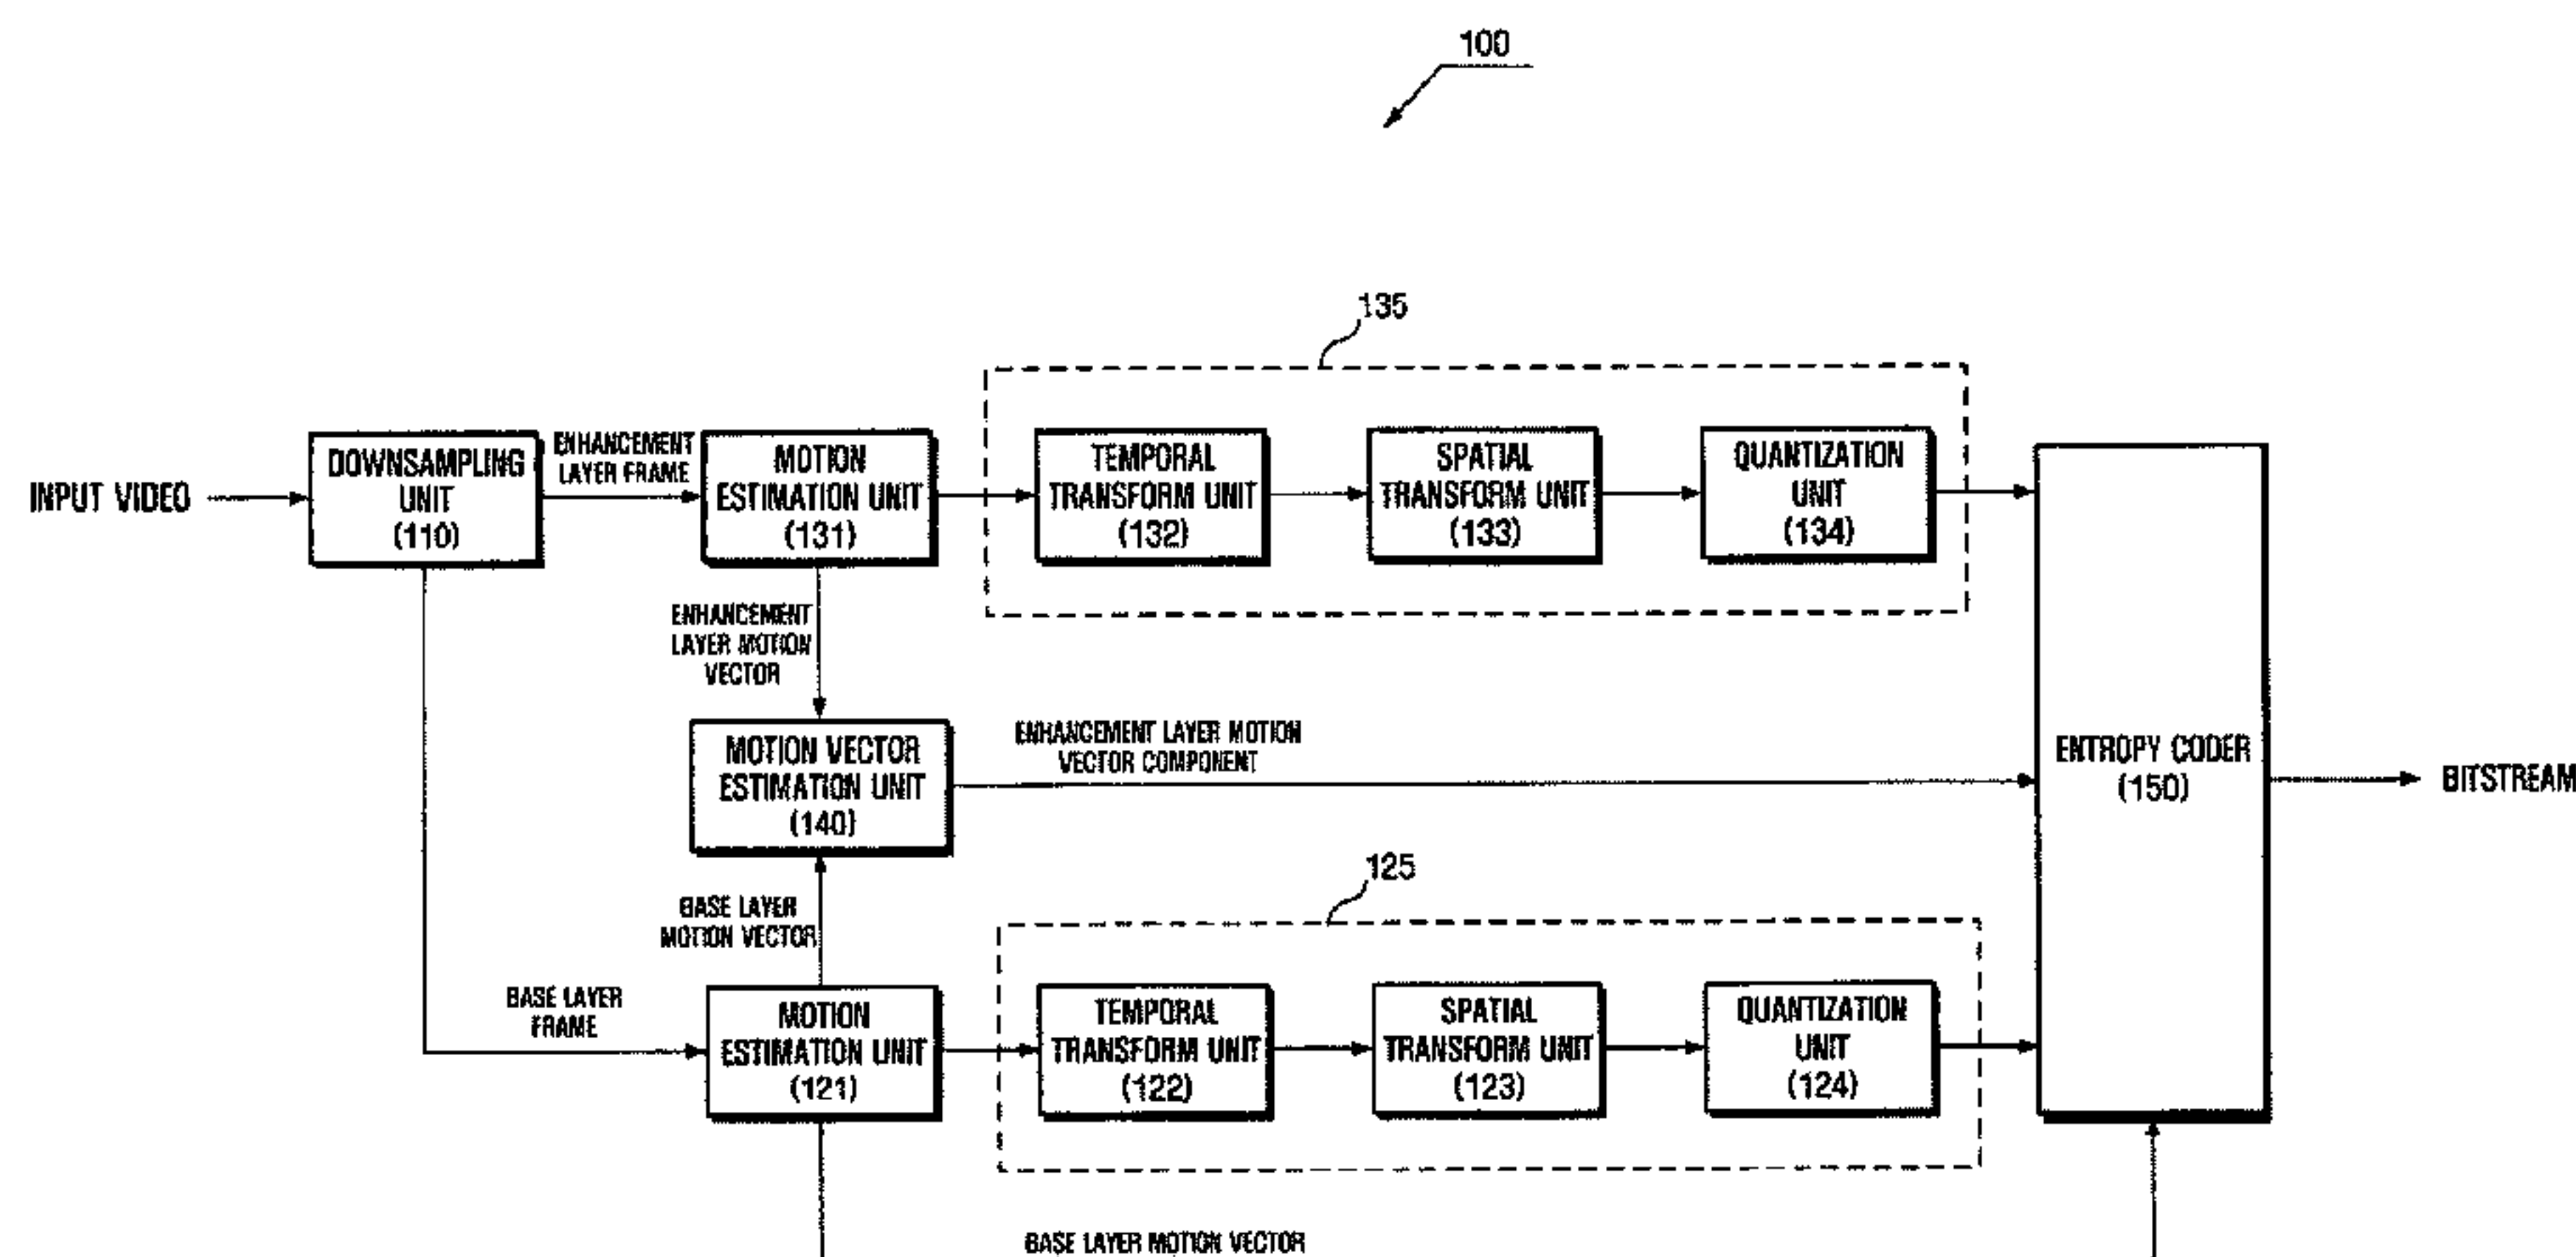 100
135
INPUT VIDEO
DOWNSAMPLING
UNIT
(110)
ENHANCEMENT
LAYER FRAME
MOTION
ESTIMATION UNIT
(131)
TEMPORAL
TRANSFORM UNIT
(132)
SPATIAL
TRANSFORM UNIT
(133)
QUANTIZATION
UNIT
(134)
ENHANCEMENT
LAYER MOTION
VECTOR
MOTION VECTOR
ESTIMATION UNIT
(140)
ENHANCEMENT LAYER MOTION
VECTOR COMPONENT
ENTROPY CODER
(150)
BITSTREAM
BASE LAYER
MOTION VECTOR
125
BASE LAYER
FRAME
MOTION
ESTIMATION UNIT
(121)
TEMPORAL
TRANSFORM UNIT
(122)
SPATIAL
TRANSFORM UNIT
(123)
QUANTIZATION
UNIT
(124)
BASE LAYER MOTION VECTOR